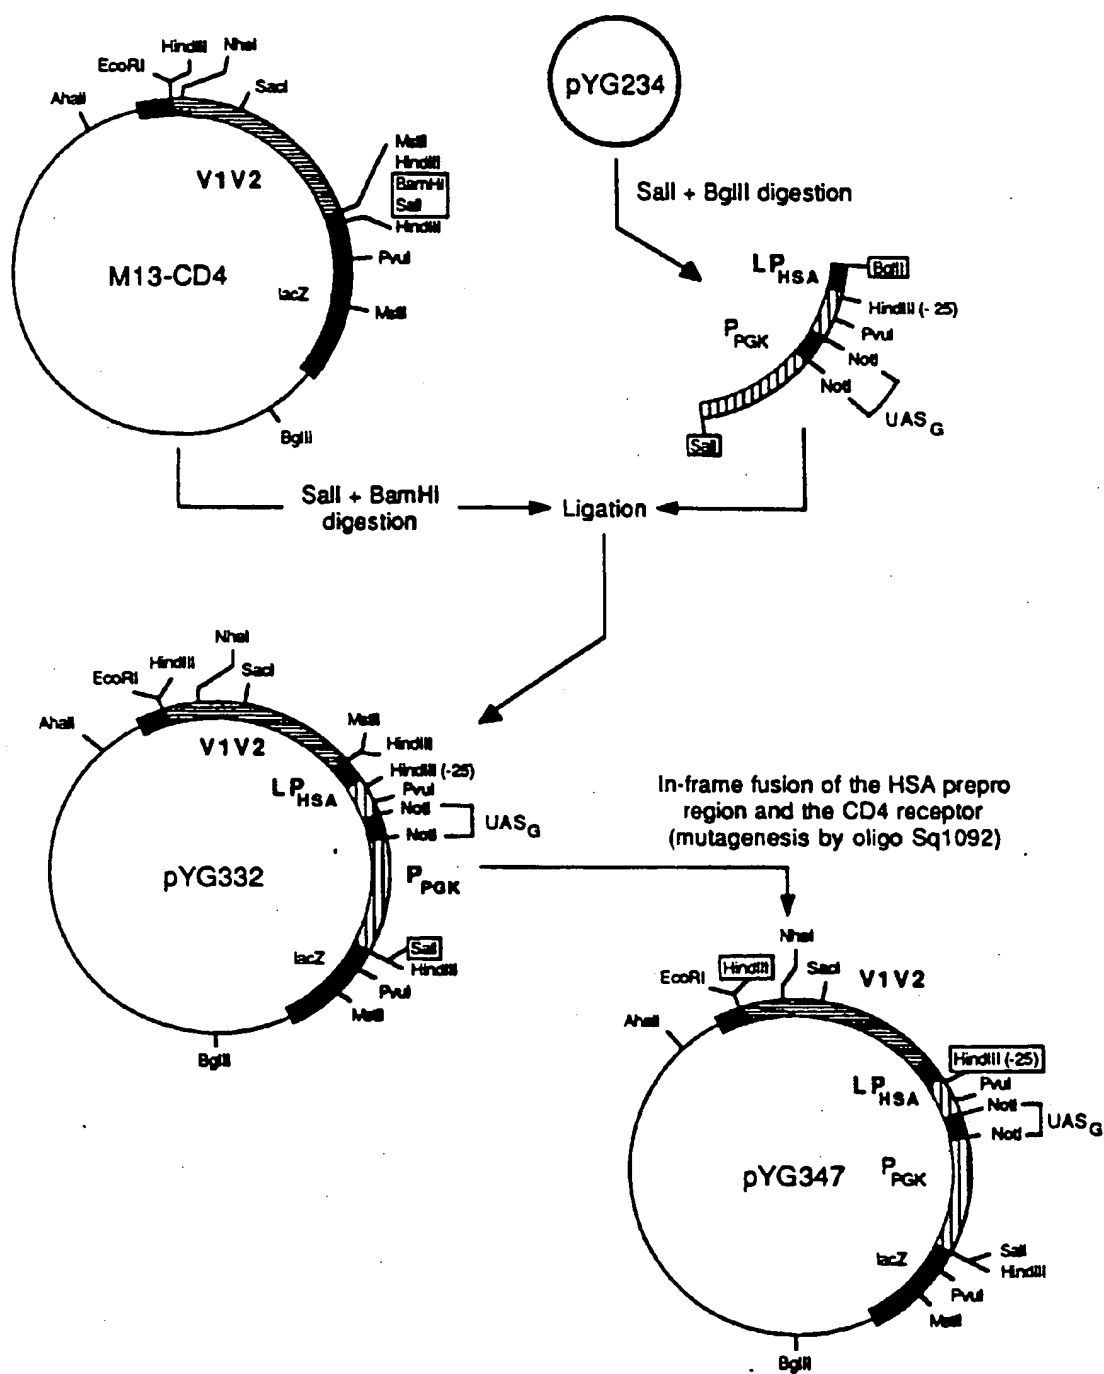 HindIII
NheI
EcoRI
SacI
AhaII
MstII
HindIII
BamHI
SalI
HindIII
V1V2
PvuI
M13-CD4
lacZ
MstII
BglII
pYG234
SalI + BglII digestion
LP HSA
BglII
HindIII (-25)
PvuI
P PGK
NotI
NotI
UAS G
SalI
SalI + BamHI
digestion
Ligation
NheI
HindIII
SacI
EcoRI
AhaII
MstII
V1V2
HindIII
HindIII (-25)
LP HSA
PvuI
NotI
UAS G
NotI
pYG332
P PGK
SalI
lacZ
HindIII
PvuI
MstII
BglII
In-frame fusion of the HSA prepro
region and the CD4 receptor
(mutagenesis by oligo Sq1092)
NheI
HindIII
SacI
EcoRI
V1V2
AhaII
HindIII (-25)
LP HSA
PvuI
NotI
UAS G
NotI
pYG347
P PGK
SalI
lacZ
HindIII
PvuI
MstII
BglII